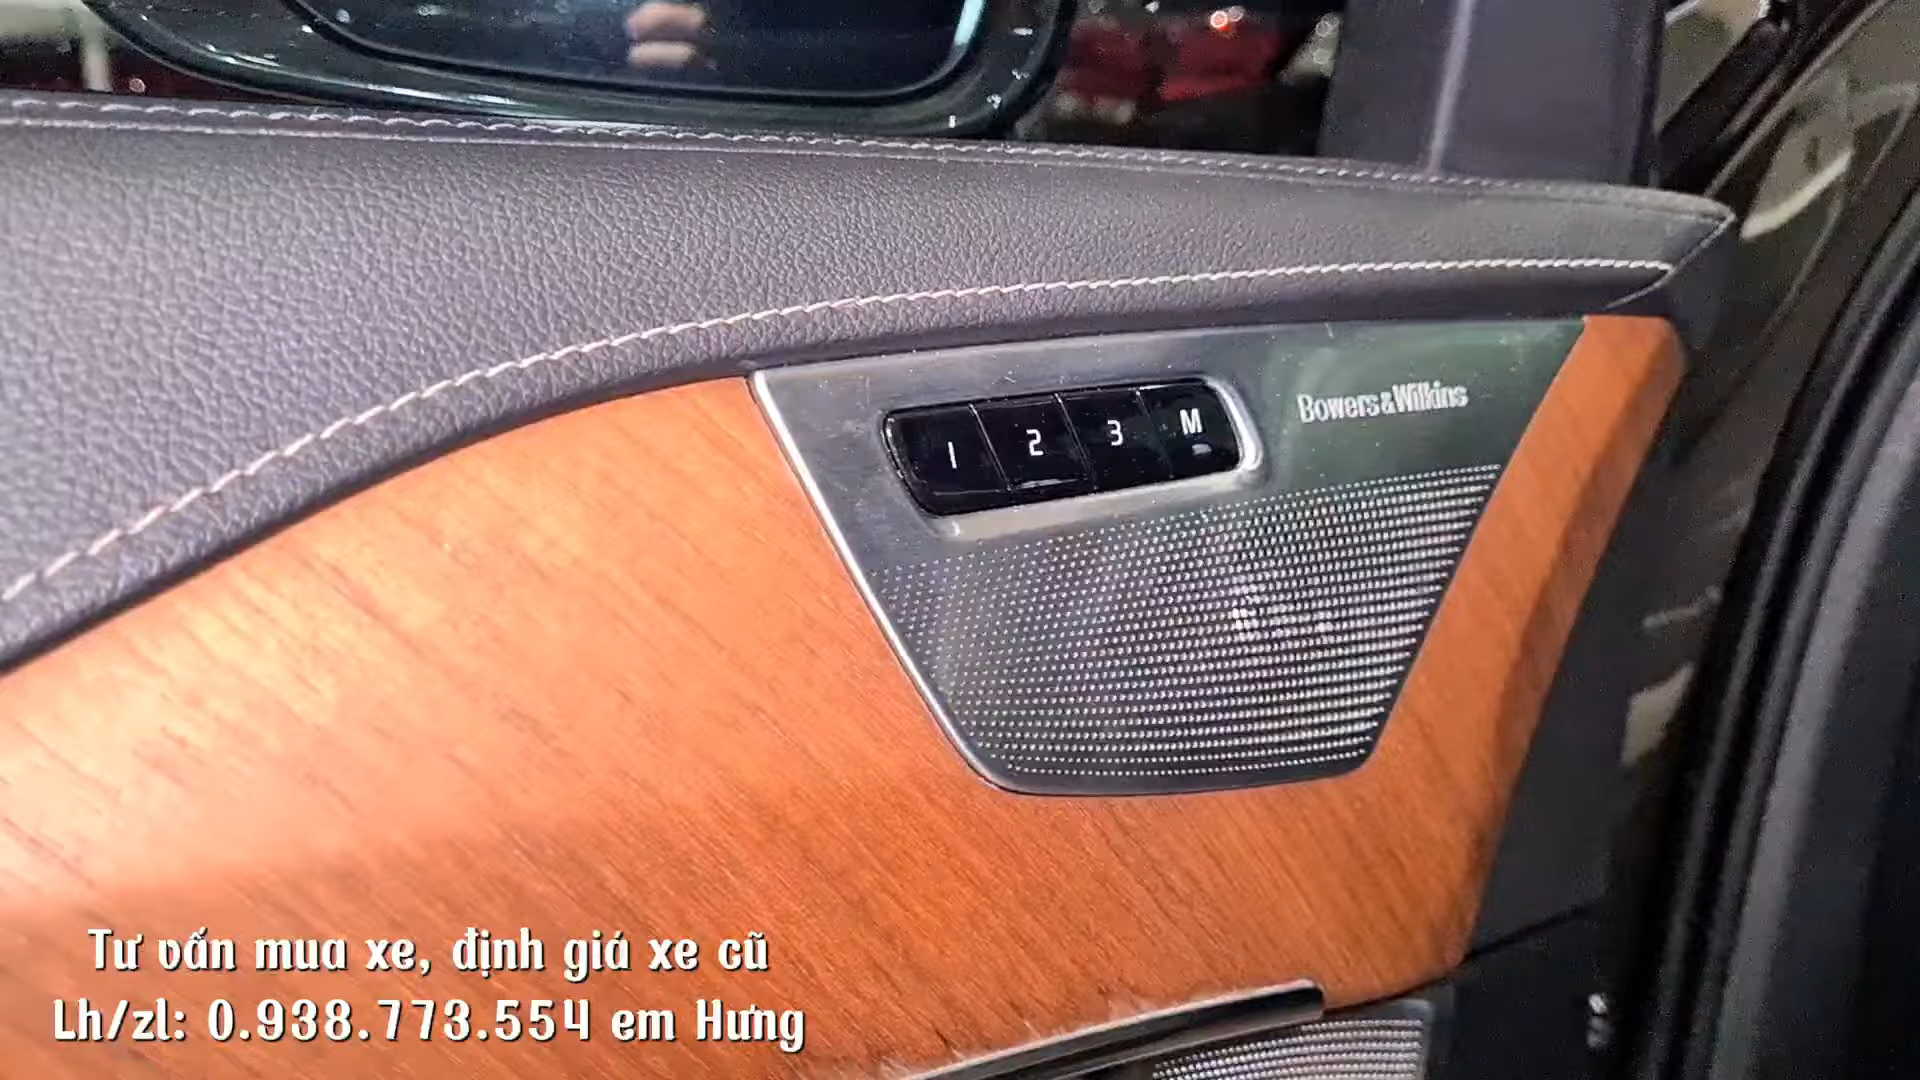 1 2 3 M
Bowers&Wilkins
Tư vấn mua xe, định giá xe cũ
Lh/zl: 0.938.773.554 em Hưng